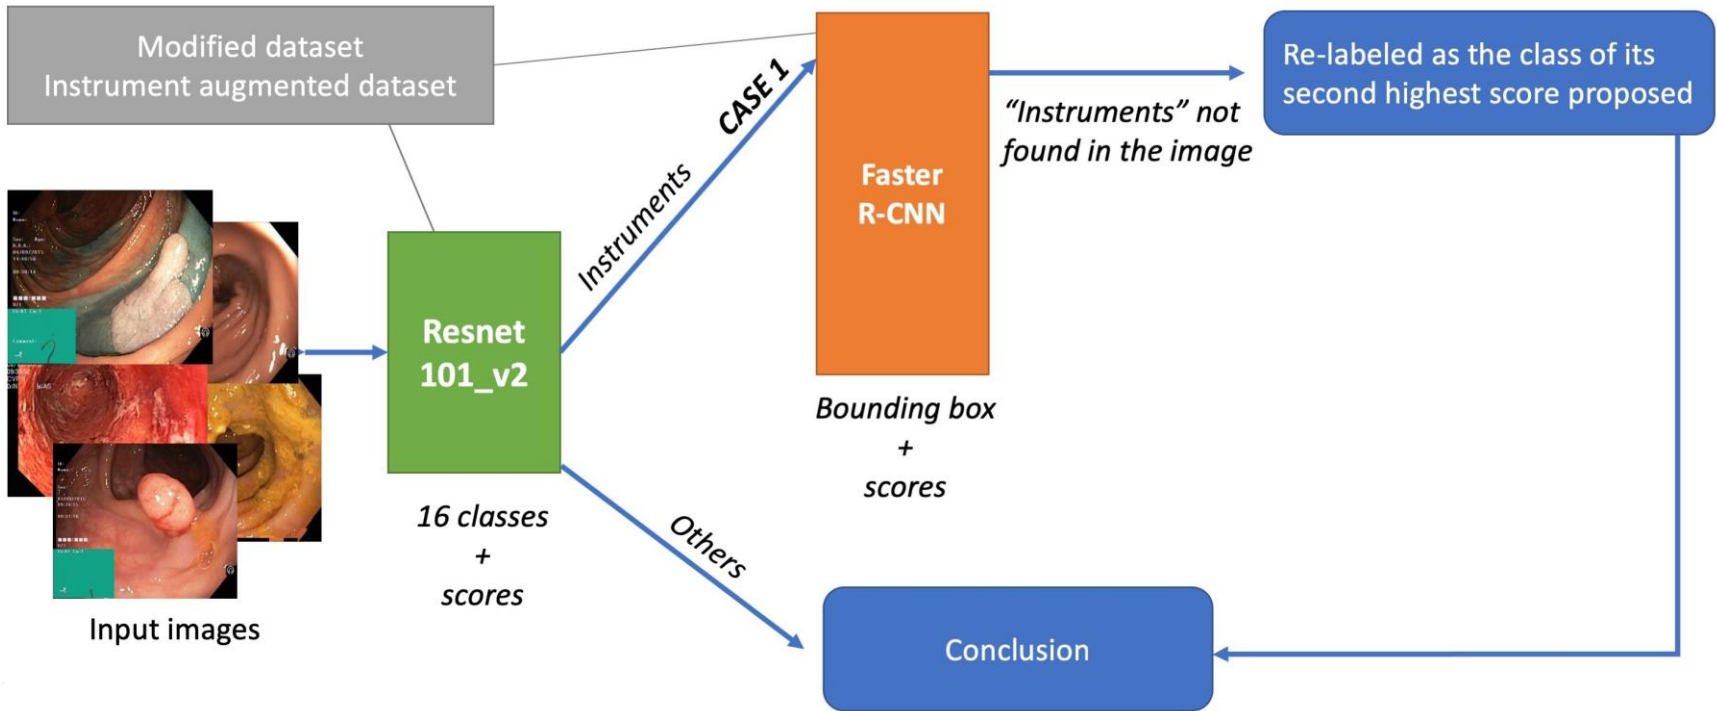 Modified dataset
Instrument augmented dataset
CASE 1
Instruments
Faster
R-CNN
"Instruments" not
found in the image
Re-labeled as the class of its
second highest score proposed
Resnet
101_v2
Bounding box
+
scores
16 classes
+
scores
Others
Input images
Conclusion